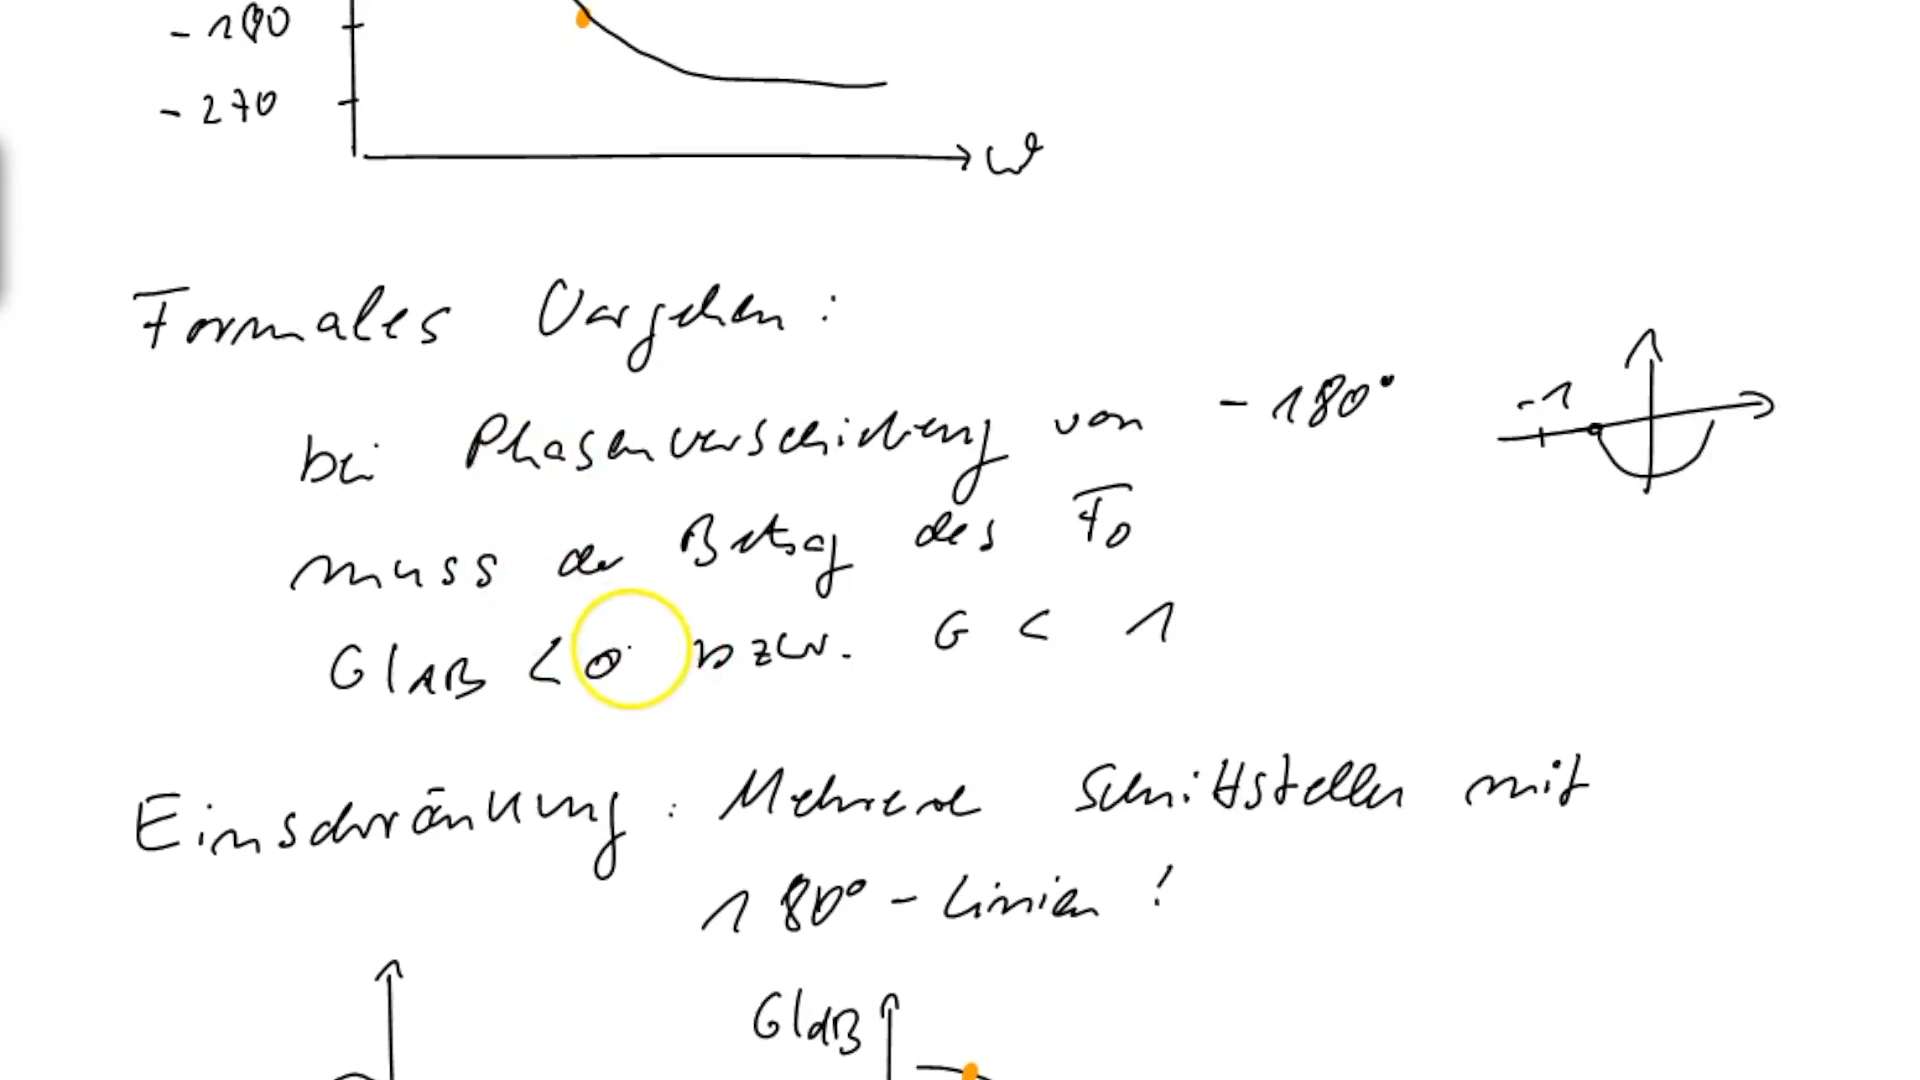 - 180
- 270
ω
Formales Vorgehen:
bei Phasenverschiebung von - 180°
-1
muss der Betrag des F₀
G|dB < 0 bzw. G < 1
Einschränkung: Mehrere Schnittstellen mit
180° - Linien !
G|dB